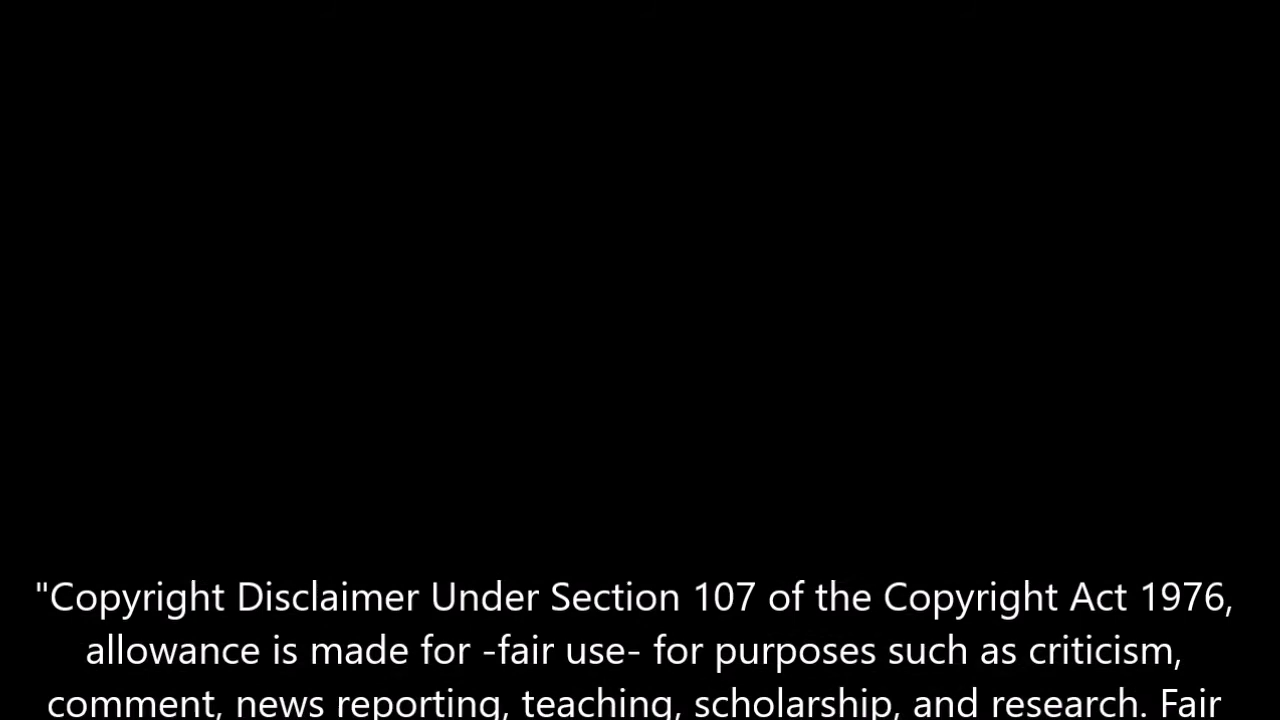 "Copyright Disclaimer Under Section 107 of the Copyright Act 1976,
allowance is made for -fair use- for purposes such as criticism,
comment, news reporting, teaching, scholarship, and research. Fair